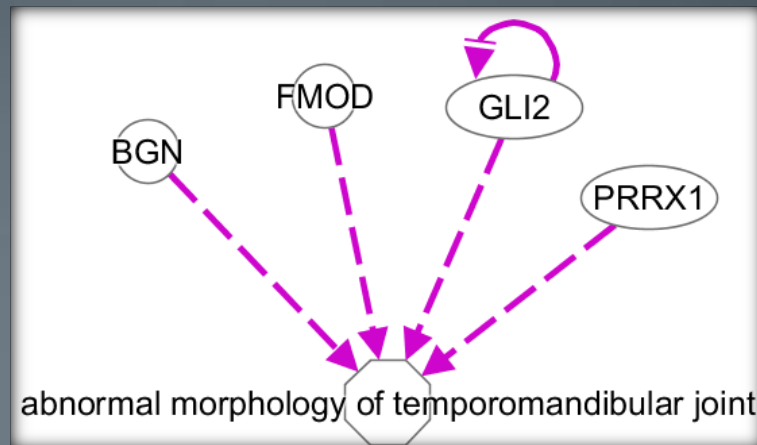 FMOD
GLI2
BGN
PRRX1
abnormal morphology of temporomandibular joint